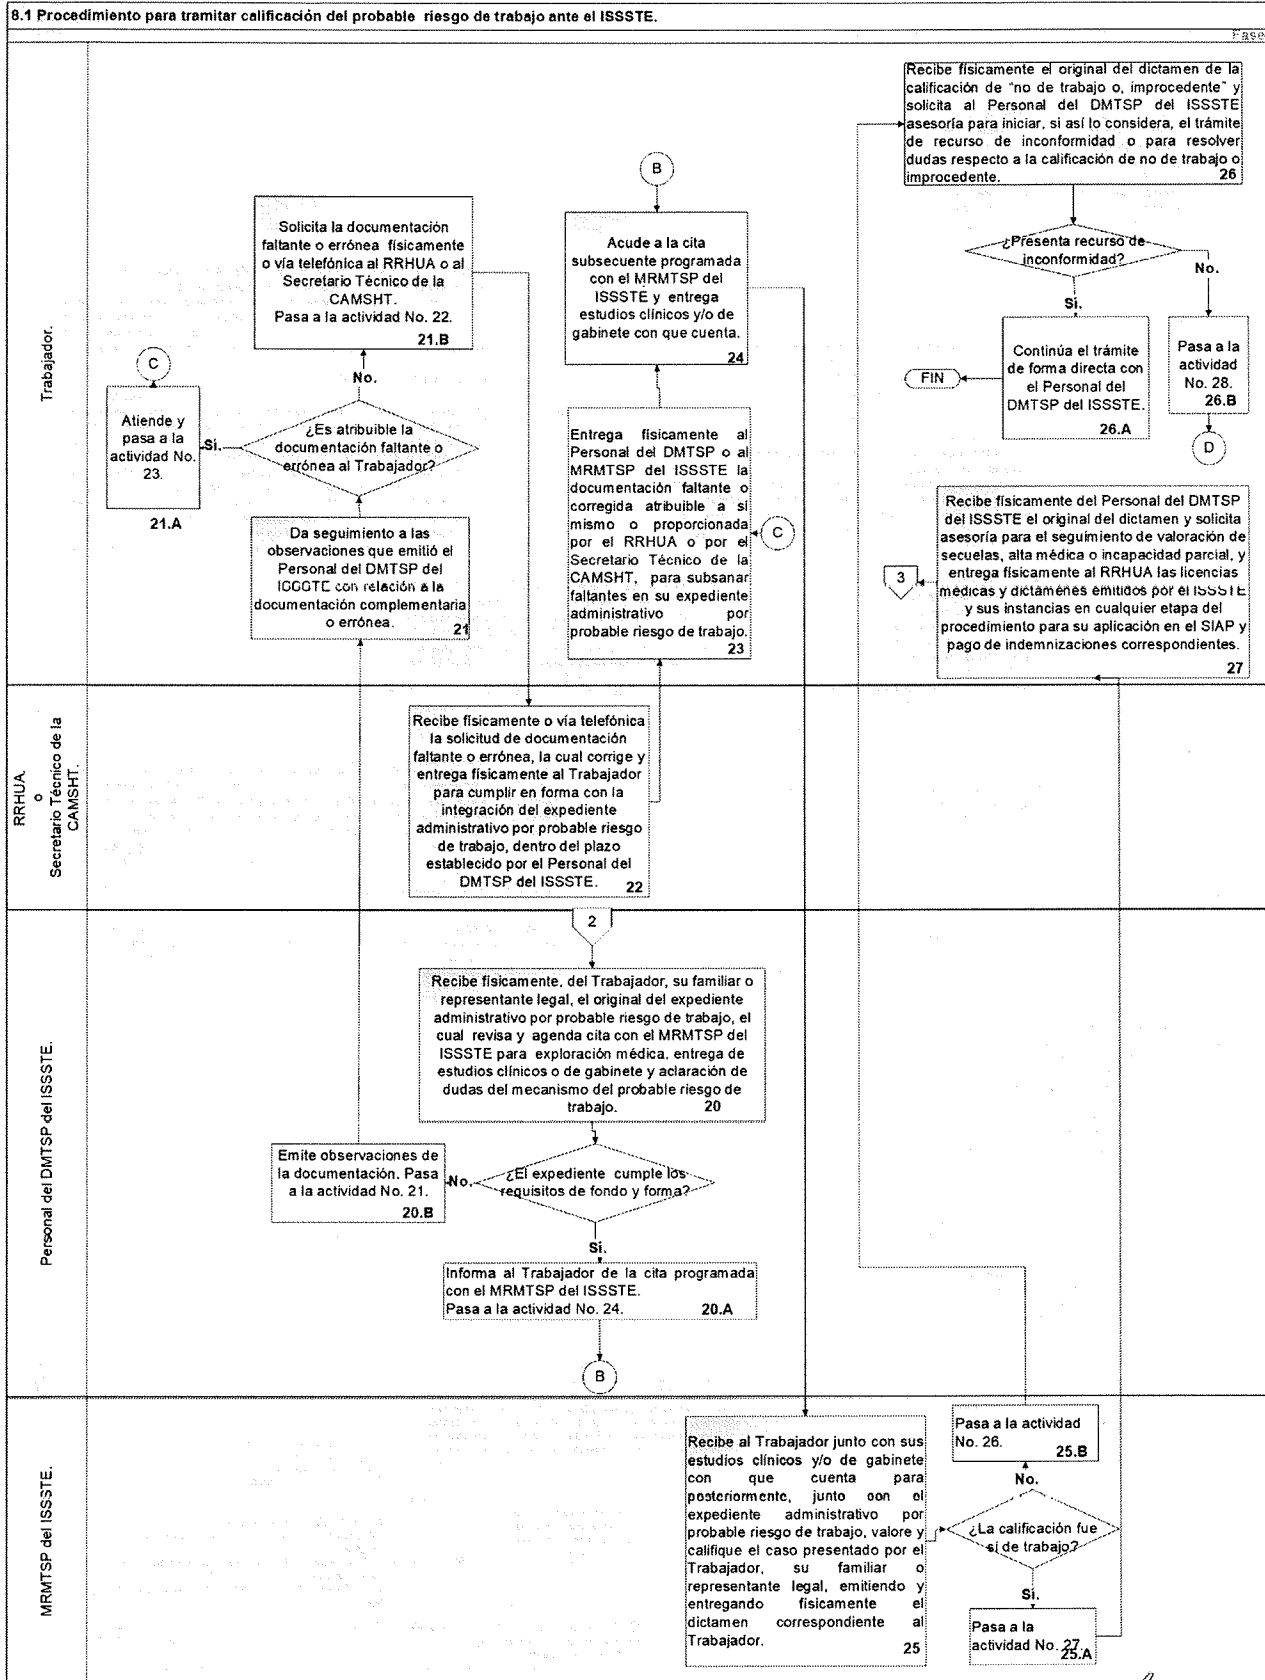 8.1 Procedimiento para tramitar calificación del probable riesgo de trabajo ante el ISSSTE.
Fase
Trabajador.
Recibe físicamente el original del dictamen de la
calificación de "no de trabajo o, improcedente" y
solicita al Personal del DMTSP del ISSSTE
asesoría para iniciar, si así lo considera, el trámite
de recurso de inconformidad o para resolver
dudas respecto a la calificación de no de trabajo o
improcedente.
26
¿Presenta recurso de
inconformidad?
No.
Sí.
Continúa el trámite
de forma directa con
el Personal del
DMTSP del ISSSTE.
26.A
FIN
Pasa a la
actividad
No. 28.
26.B
D
B
Acude a la cita
subsecuente programada
con el MRMTSP del
ISSSTE y entrega
estudios clínicos y/o de
gabinete con que cuenta.
24
Solicita la documentación
faltante o errónea físicamente
o vía telefónica al RRHUA o al
Secretario Técnico de la
CAMSHT.
Pasa a la actividad No. 22.
21.B
No.
C
Atiende y
pasa a la
actividad No.
23.
21.A
Sí.
¿Es atribuible la
documentación faltante o
errónea al Trabajador?
Da seguimiento a las
observaciones que emitió el
Personal del DMTSP del
ISSSTE con relación a la
documentación complementaria
o errónea.
21
Entrega físicamente al
Personal del DMTSP o al
MRMTSP del ISSSTE la
documentación faltante o
corregida atribuible a sí
mismo o proporcionada
por el RRHUA o por el
Secretario Técnico de la
CAMSHT, para subsanar
faltantes en su expediente
administrativo por
probable riesgo de trabajo.
23
C
Recibe físicamente del Personal del DMTSP
del ISSSTE el original del dictamen y solicita
asesoría para el seguimiento de valoración de
secuelas, alta médica o incapacidad parcial, y
entrega físicamente al RRHUA las licencias
médicas y dictámenes emitidos por el ISSSTE
y sus instancias en cualquier etapa del
procedimiento para su aplicación en el SIAP y
pago de indemnizaciones correspondientes.
27
3
RRHUA.
o
Secretario Técnico de la
CAMSHT.
Recibe físicamente o vía telefónica
la solicitud de documentación
faltante o errónea, la cual corrige y
entrega físicamente al Trabajador
para cumplir en forma con la
integración del expediente
administrativo por probable riesgo
de trabajo, dentro del plazo
establecido por el Personal del
DMTSP del ISSSTE.
22
Personal del DMTSP del ISSSTE.
2
Recibe físicamente, del Trabajador, su familiar o
representante legal, el original del expediente
administrativo por probable riesgo de trabajo, el
cual revisa y agenda cita con el MRMTSP del
ISSSTE para exploración médica, entrega de
estudios clínicos o de gabinete y aclaración de
dudas del mecanismo del probable riesgo de
trabajo.
20
Emite observaciones de
la documentación. Pasa
a la actividad No. 21.
20.B
No.
¿El expediente cumple los
requisitos de fondo y forma?
Sí.
Informa al Trabajador de la cita programada
con el MRMTSP del ISSSTE.
Pasa a la actividad No. 24.
20.A
B
MRMTSP del ISSSTE.
Recibe al Trabajador junto con sus
estudios clínicos y/o de gabinete
con que cuenta para
posteriormente, junto con el
expediente administrativo por
probable riesgo de trabajo, valore y
califique el caso presentado por el
Trabajador, su familiar o
representante legal, emitiendo y
entregando físicamente el
dictamen correspondiente al
Trabajador.
25
Pasa a la actividad
No. 26.
25.B
No.
¿La calificación fue
sí de trabajo?
Sí.
Pasa a la
actividad No. 27.
25.A